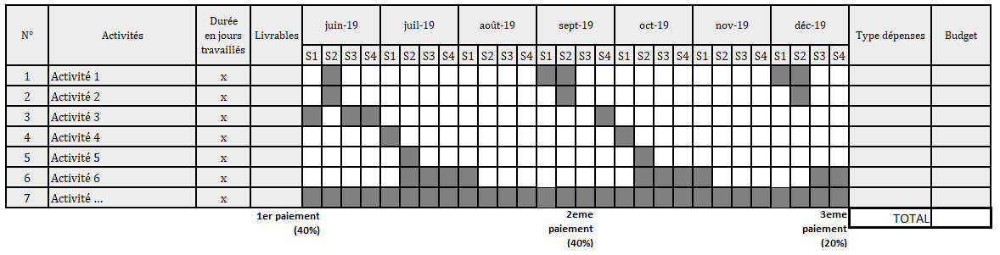 N° Activités Durée en jours travaillés Livrables juin-19 juil-19 août-19 sept-19 oct-19 nov-19 déc-19 Type dépenses Budget
S1 S2 S3 S4 S1 S2 S3 S4 S1 S2 S3 S4 S1 S2 S3 S4 S1 S2 S3 S4 S1 S2 S3 S4 S1 S2 S3 S4
1 Activité 1 x
2 Activité 2 x
3 Activité 3 x
4 Activité 4 x
5 Activité 5 x
6 Activité 6 x
7 Activité ... x
1er paiement
(40%)
2eme
paiement
(40%)
3eme
paiement
(20%)
TOTAL